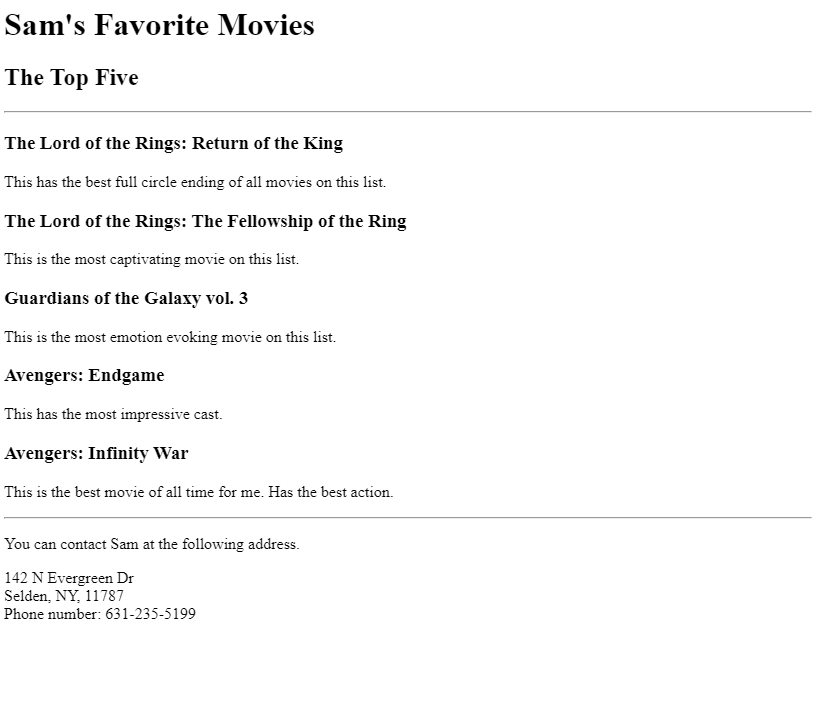 Sam's Favorite Movies
The Top Five
The Lord of the Rings: Return of the King
This has the best full circle ending of all movies on this list.
The Lord of the Rings: The Fellowship of the Ring
This is the most captivating movie on this list.
Guardians of the Galaxy vol. 3
This is the most emotion evoking movie on this list.
Avengers: Endgame
This has the most impressive cast.
Avengers: Infinity War
This is the best movie of all time for me. Has the best action.
You can contact Sam at the following address.
142 N Evergreen Dr
Selden, NY, 11787
Phone number: 631-235-5199